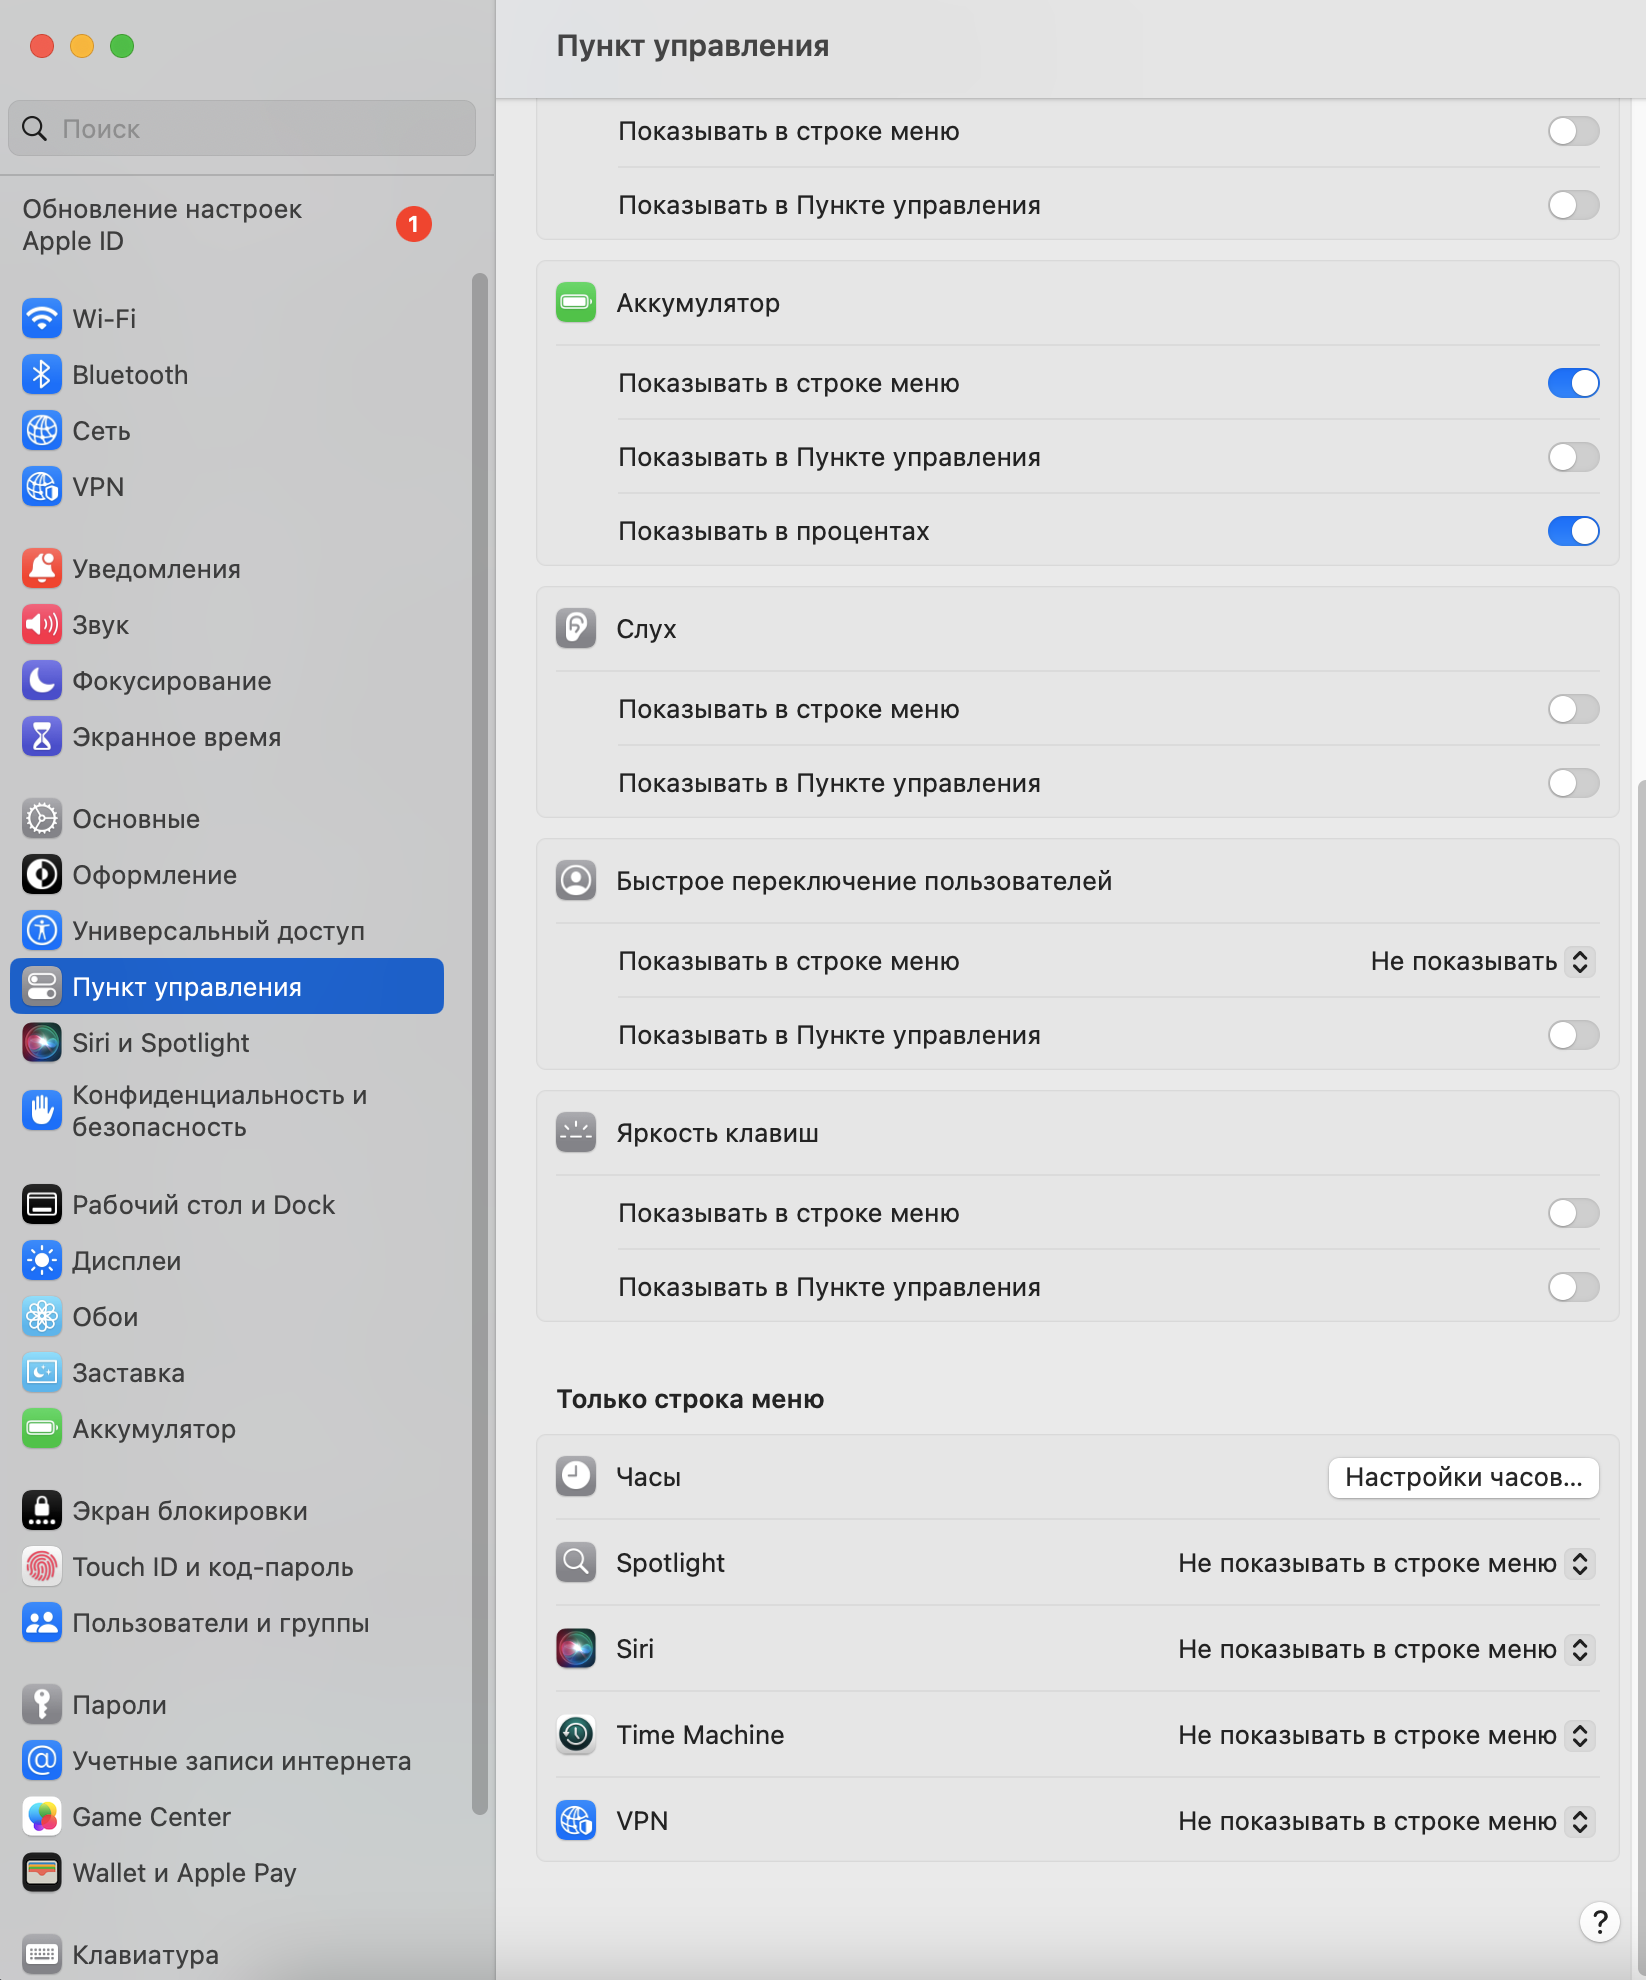 Поиск
Обновление настроек
Apple ID
1
Wi-Fi
Bluetooth
Сеть
VPN
Уведомления
Звук
Фокусирование
Экранное время
Основные
Оформление
Универсальный доступ
Пункт управления
Siri и Spotlight
Конфиденциальность и
безопасность
Рабочий стол и Dock
Дисплеи
Обои
Заставка
Аккумулятор
Экран блокировки
Touch ID и код-пароль
Пользователи и группы
Пароли
Учетные записи интернета
Game Center
Wallet и Apple Pay
Клавиатура
Пункт управления
Показывать в строке меню
Показывать в Пункте управления
Аккумулятор
Показывать в строке меню
Показывать в Пункте управления
Показывать в процентах
Слух
Показывать в строке меню
Показывать в Пункте управления
Быстрое переключение пользователей
Показывать в строке меню Не показывать
Показывать в Пункте управления
Яркость клавиш
Показывать в строке меню
Показывать в Пункте управления
Только строка меню
Часы Настройки часов...
Spotlight Не показывать в строке меню
Siri Не показывать в строке меню
Time Machine Не показывать в строке меню
VPN Не показывать в строке меню
?